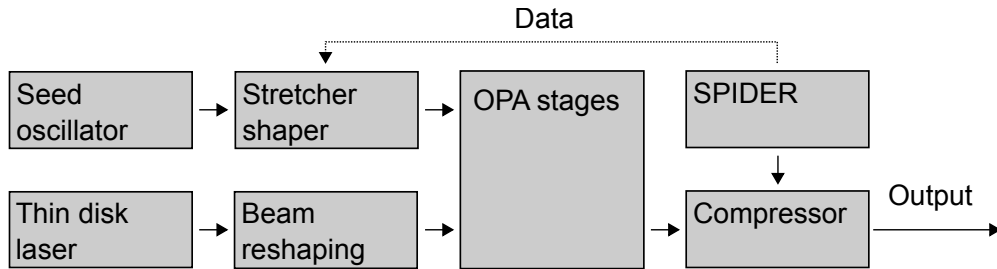 Data
Seed
oscillator
Stretcher
shaper
OPA stages
SPIDER
Thin disk
laser
Beam
reshaping
Compressor
Output